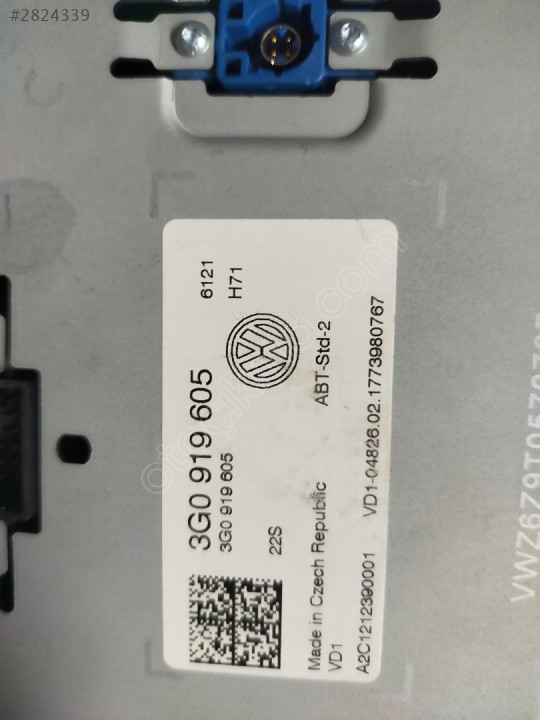 #2824339
6121
H71
3G0 919 605
3G0 919 605
22S
ABT-Std-2
Made in Czech Republic
VD1
A2C1212390001 VD1-04826.02.1773980767